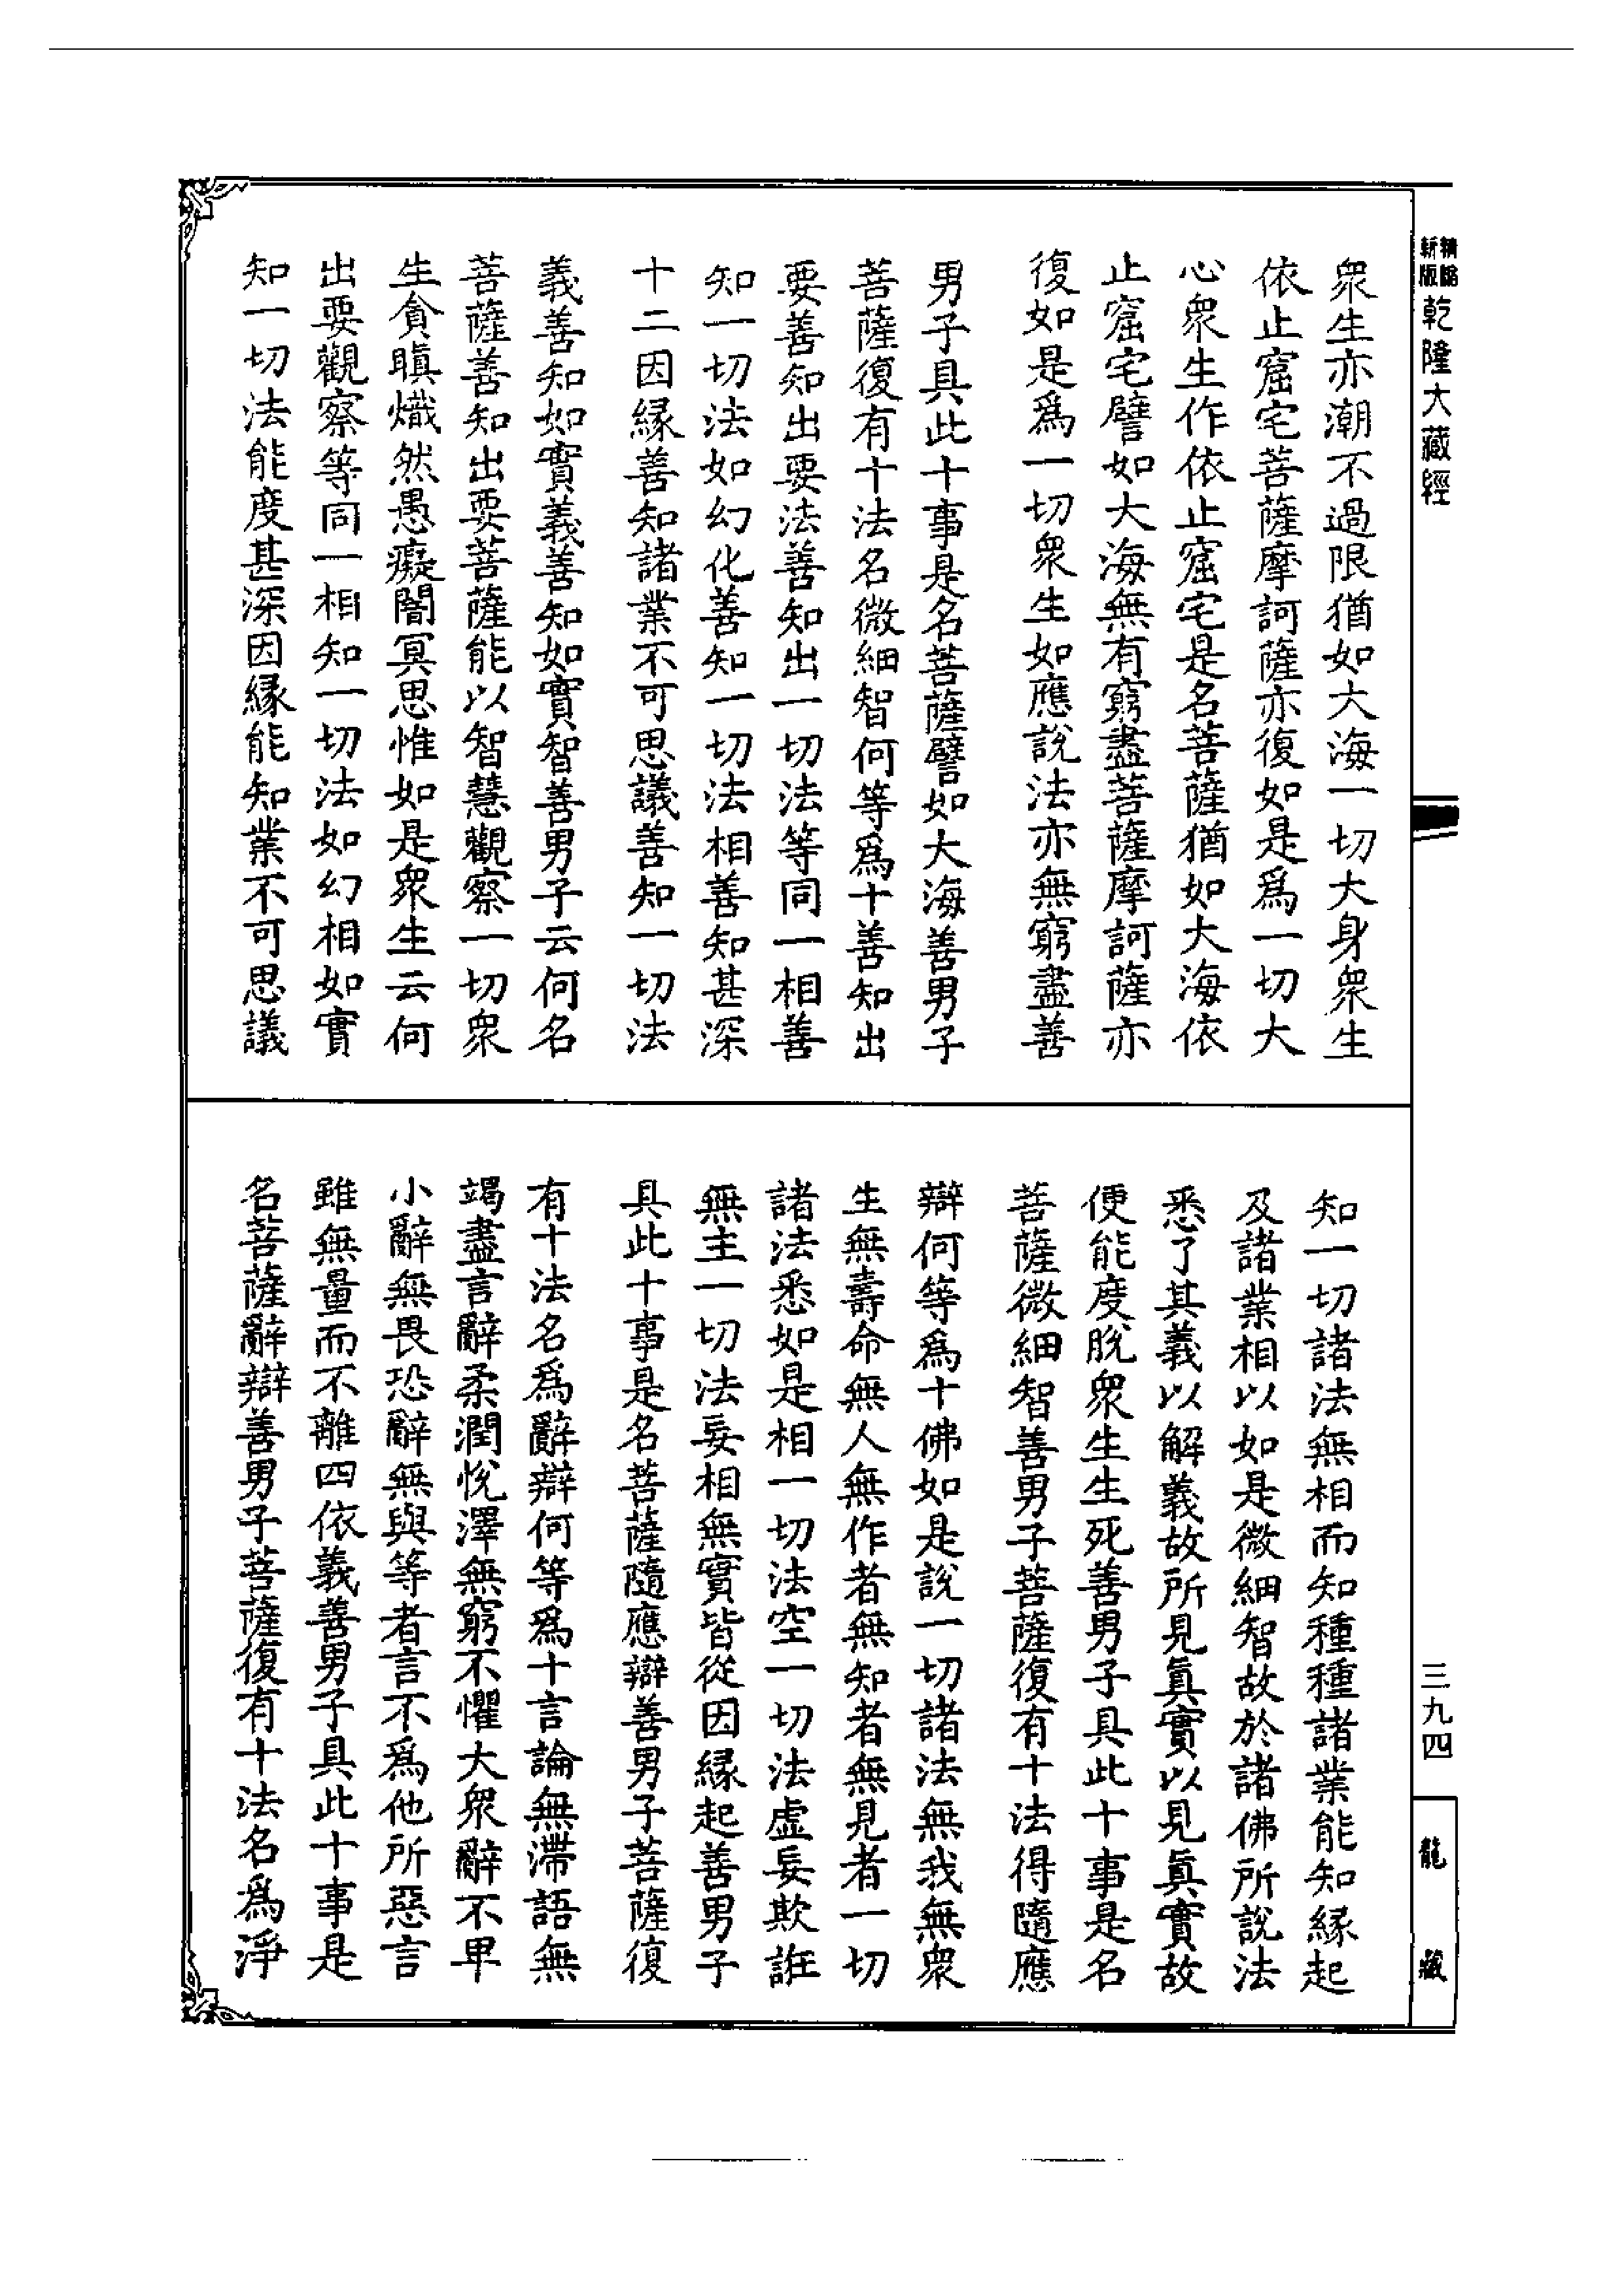 精縮
新版
乾隆大藏經
衆生亦潮不過限猶如大海一切大身衆生
依止窟宅菩薩摩訶薩亦復如是爲一切大
心衆生作依止窟宅是名菩薩猶如大海依
止窟宅譬如大海無有窮盡菩薩摩訶薩亦
復如是爲一切衆生如應說法亦無窮盡善
男子具此十事是名菩薩譬如大海善男子
菩薩復有十法名微細智何等爲十善知出
要善知出要法善知出一切法等同一相善
知一切法如幻化善知一切法相善知甚深
十二因緣善知諸業不可思議善知一切法
義善知如實義善知如實智善男子云何名
菩薩善知出要菩薩能以智慧觀察一切衆
生貪瞋熾然愚癡闇冥思惟如是衆生云何
出要觀察等同一相知一切法如幻相如實
知一切法能度甚深因緣能知業不可思議
知一切諸法無相而知種種諸業能知緣起
及諸業相以如是微細智故於諸佛所說法
悉了其義以解義故所見眞實以見眞實故
便能度脫衆生生死善男子具此十事是名
菩薩微細智善男子菩薩復有十法得隨應
辯何等爲十佛如是說一切諸法無我無衆
生無壽命無人無作者無知者無見者一切
諸法悉如是相一切法空一切法虛妄欺誑
無主一切法妄相無實皆從因緣起善男子
具此十事是名菩薩隨應辯善男子菩薩復
有十法名爲辭辯何等爲十言論無滯語無
竭盡言辭柔潤悅澤無窮不懼大衆辭不卑
小辭無畏恐辭無與等者言不爲他所惡言
雖無量而不離四依義善男子具此十事是
名菩薩辭辯善男子菩薩復有十法名爲淨
三九四
龍藏